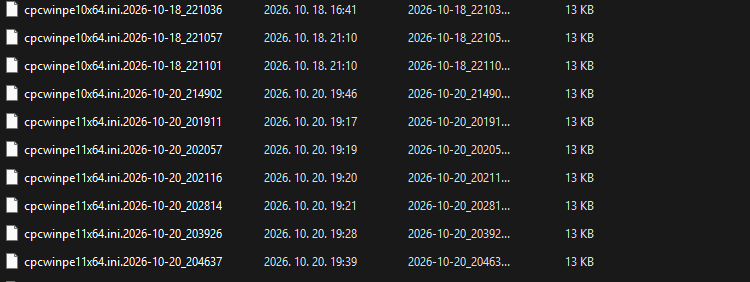 cpcwinpe10x64.ini.2026-10-18_221036 2026. 10. 18. 16:41 2026-10-18_22103... 13 KB
cpcwinpe10x64.ini.2026-10-18_221057 2026. 10. 18. 21:10 2026-10-18_22105... 13 KB
cpcwinpe10x64.ini.2026-10-18_221101 2026. 10. 18. 21:10 2026-10-18_22110... 13 KB
cpcwinpe10x64.ini.2026-10-20_214902 2026. 10. 20. 19:46 2026-10-20_21490... 13 KB
cpcwinpe11x64.ini.2026-10-20_201911 2026. 10. 20. 19:17 2026-10-20_20191... 13 KB
cpcwinpe11x64.ini.2026-10-20_202057 2026. 10. 20. 19:19 2026-10-20_20205... 13 KB
cpcwinpe11x64.ini.2026-10-20_202116 2026. 10. 20. 19:20 2026-10-20_20211... 13 KB
cpcwinpe11x64.ini.2026-10-20_202814 2026. 10. 20. 19:21 2026-10-20_20281... 13 KB
cpcwinpe11x64.ini.2026-10-20_203926 2026. 10. 20. 19:28 2026-10-20_20392... 13 KB
cpcwinpe11x64.ini.2026-10-20_204637 2026. 10. 20. 19:39 2026-10-20_20463... 13 KB